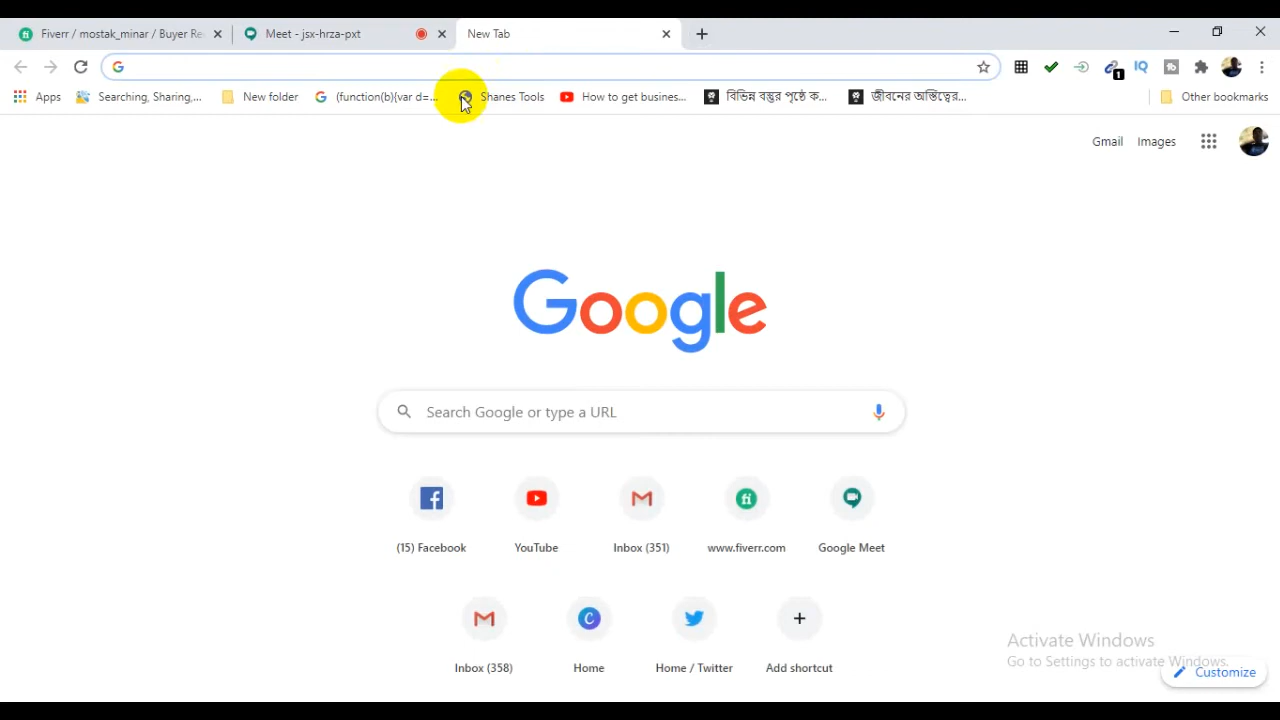 Fiverr / mostak_minar / Buyer Re
Meet - jsx-hrza-pxt
New Tab
1
Apps
Searching, Sharing,...
New folder
(function(b){var d=...
Shanes Tools
How to get busines...
বিভিন্ন বস্তুর পৃষ্ঠে ক...
জীবনের অস্তিত্বের...
Other bookmarks
Gmail
Images
Google
Search Google or type a URL
(15) Facebook
YouTube
Inbox (351)
www.fiverr.com
Google Meet
Inbox (358)
Home
Home / Twitter
Add shortcut
Activate Windows
Go to Settings to activate Windows.
Customize